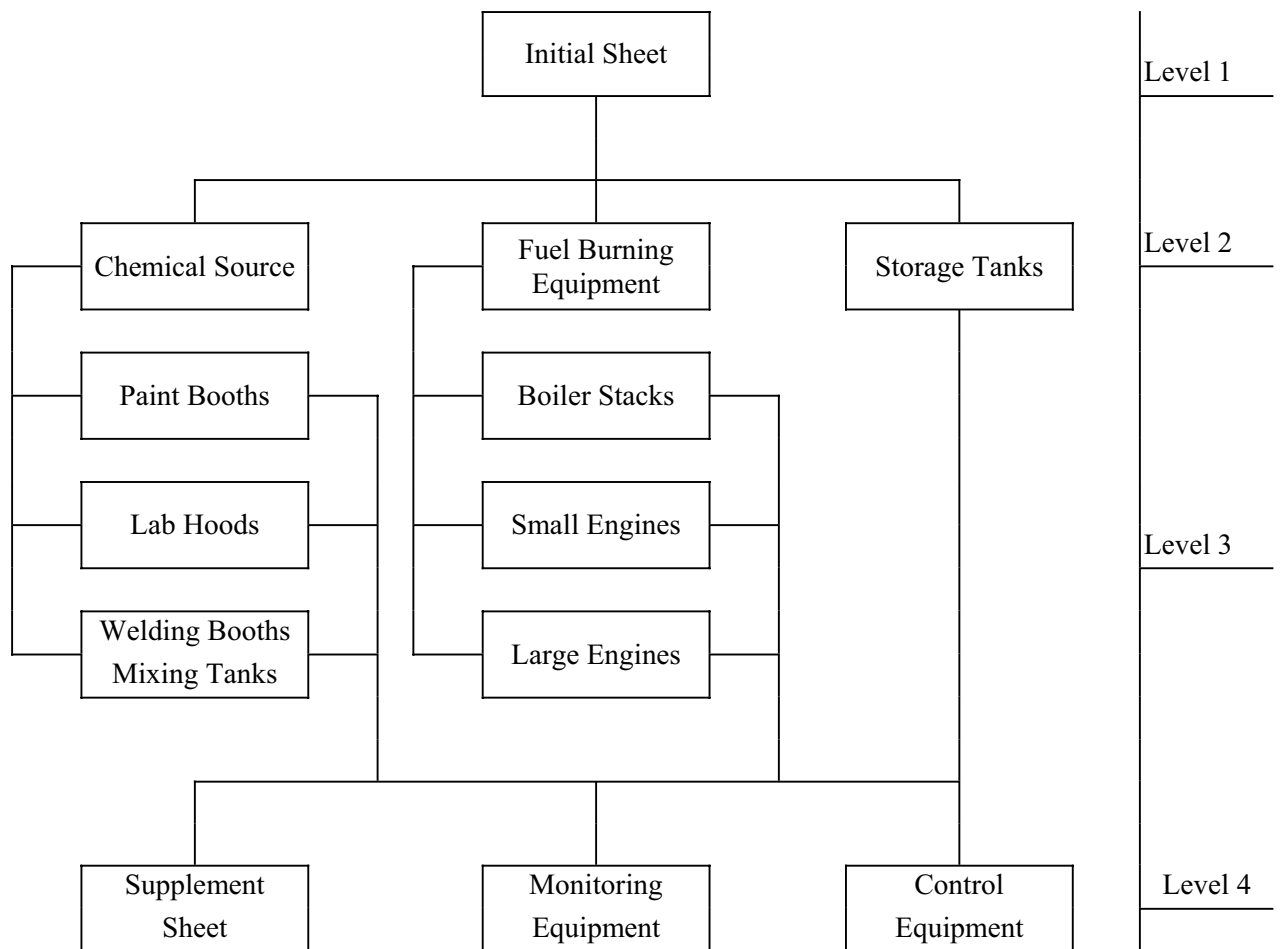 Initial Sheet
Level 1
Chemical Source
Fuel Burning
Equipment
Storage Tanks
Level 2
Paint Booths
Boiler Stacks
Lab Hoods
Small Engines
Level 3
Welding Booths
Mixing Tanks
Large Engines
Supplement
Sheet
Monitoring
Equipment
Control
Equipment
Level 4